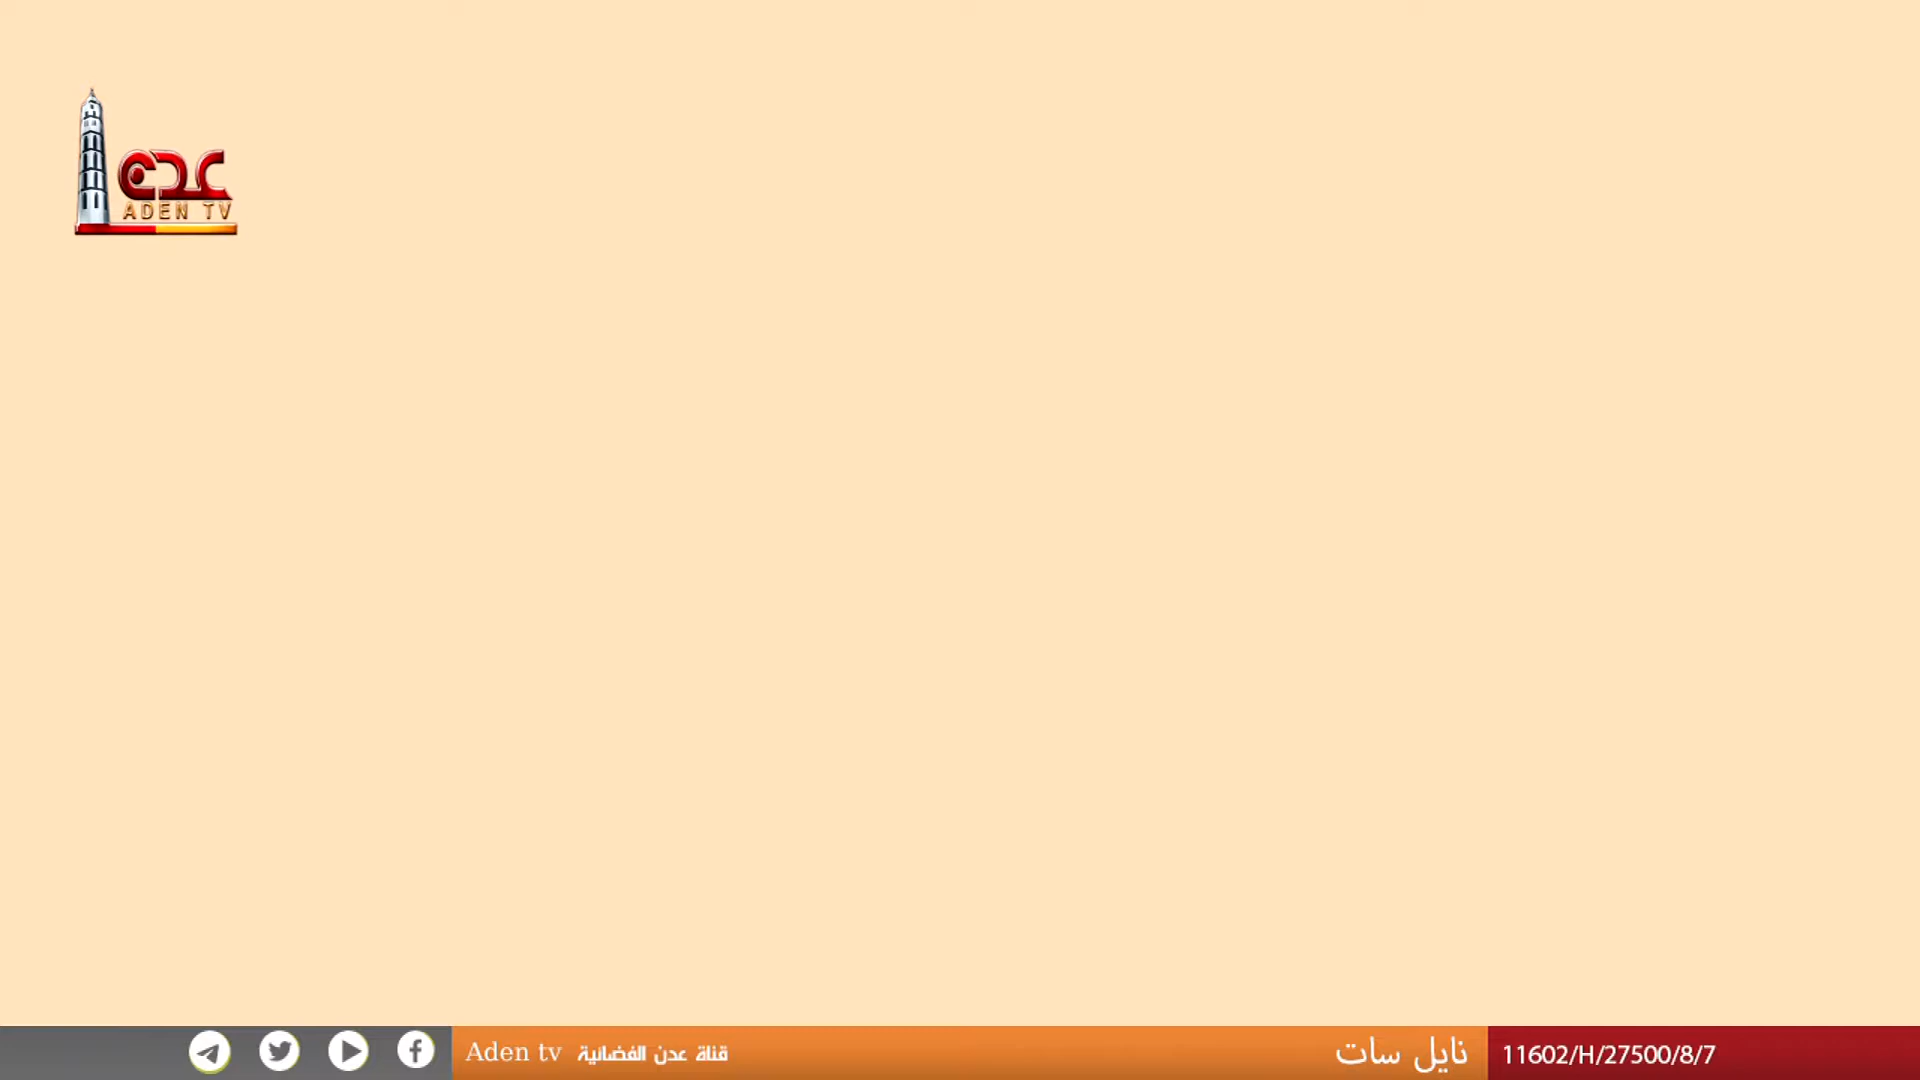 عدن
ADEN TV
Aden tv قناة عدن الفضائية
نايل سات
11602/H/27500/8/7